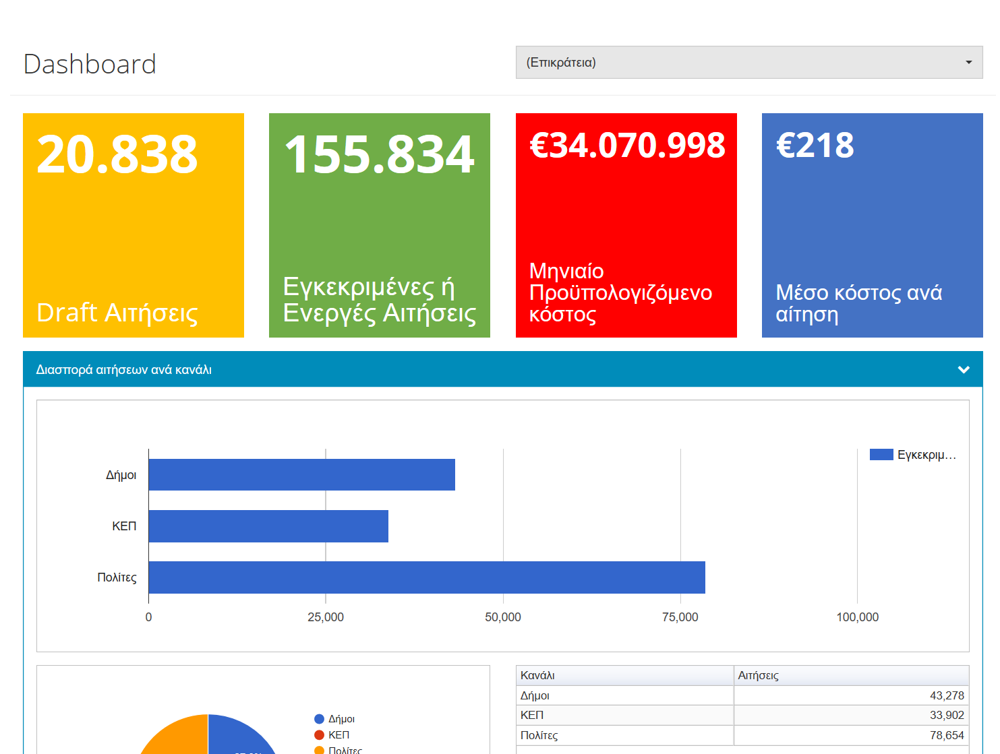 Dashboard
(Επικράτεια)
20.838
Draft Αιτήσεις
155.834
Εγκεκριμένες ή
Ενεργές Αιτήσεις
€34.070.998
Μηνιαίο
Προϋπολογιζόμενο
κόστος
€218
Μέσο κόστος ανά
αίτηση
Διασπορά αιτήσεων ανά κανάλι
Εγκεκριμ…
Δήμοι
ΚΕΠ
Πολίτες
0 25,000 50,000 75,000 100,000
Δήμοι
ΚΕΠ
Πολίτες
Κανάλι Αιτήσεις
Δήμοι 43,278
ΚΕΠ 33,902
Πολίτες 78,654